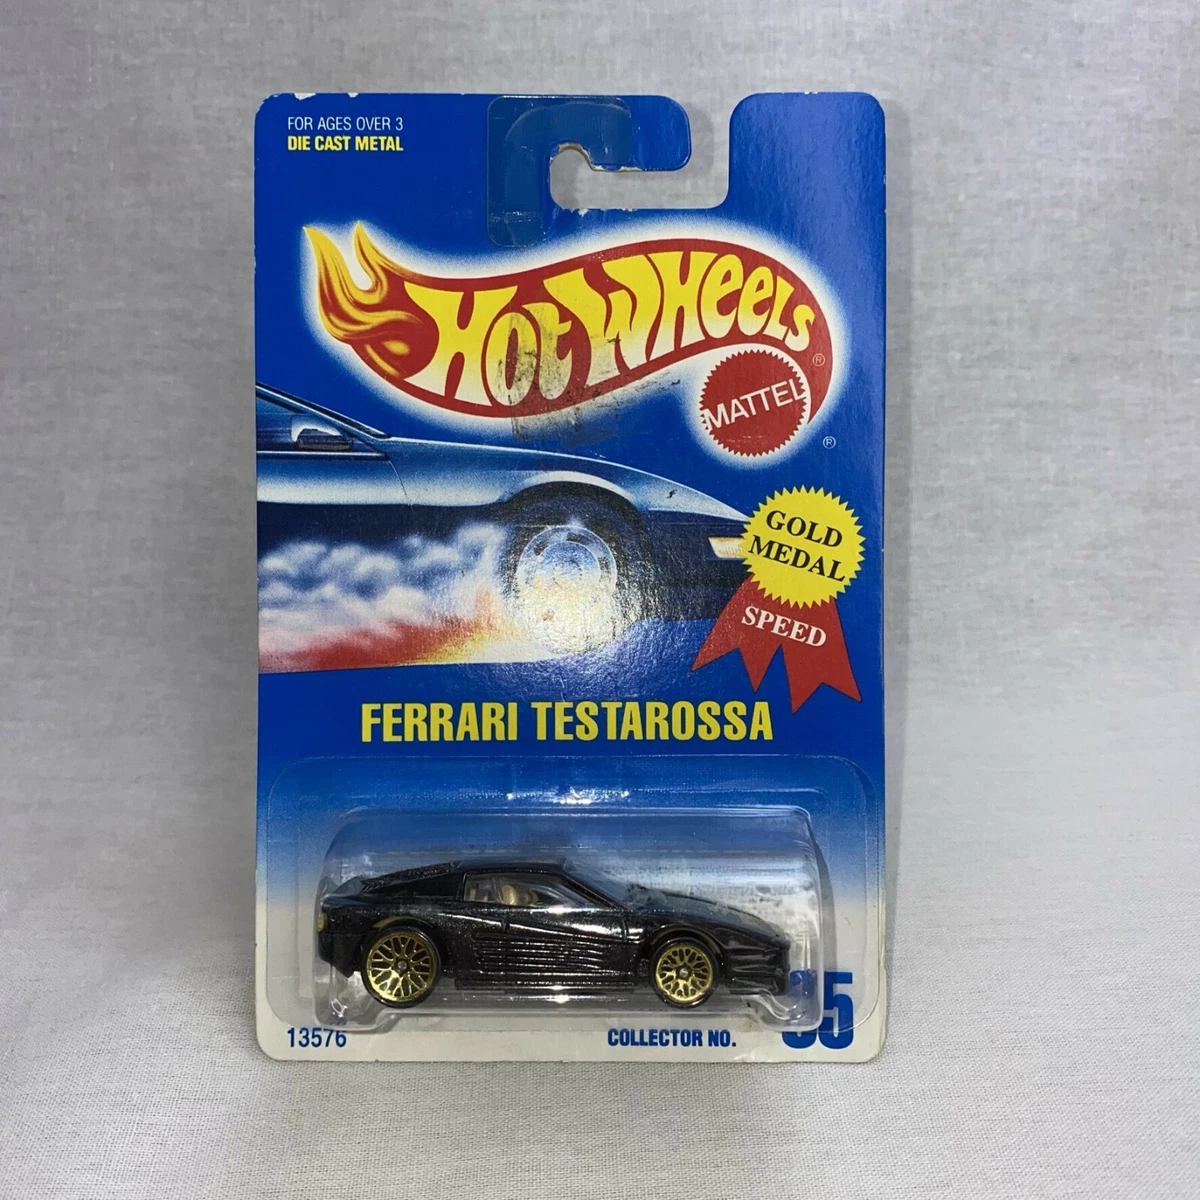 FOR AGES OVER 3
DIE CAST METAL
HOT WHEELS
®
MATTEL
®
GOLD
MEDAL
SPEED
FERRARI TESTAROSSA
13576
COLLECTOR NO. 35